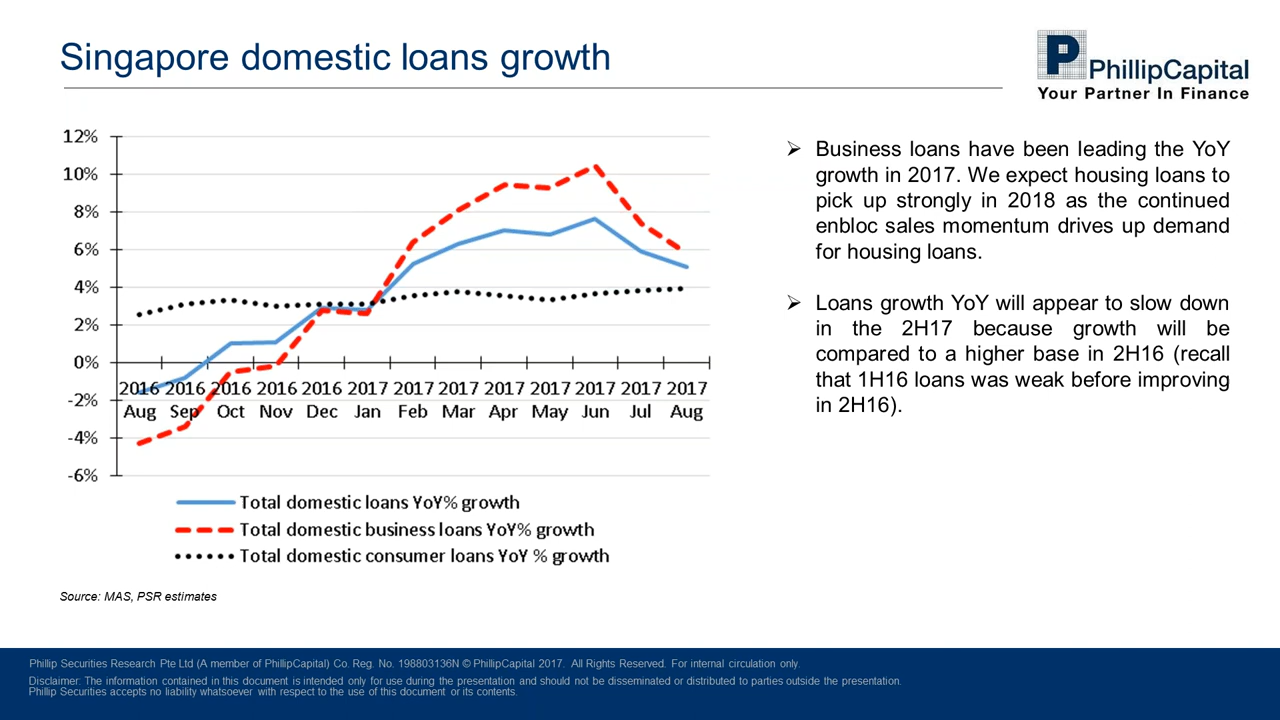 Singapore domestic loans growth
P
PhillipCapital
Your Partner In Finance
12%
10%
8%
6%
4%
2%
0%
-2%
-4%
-6%
2016 2016 2016 2016 2016 2017 2017 2017 2017 2017 2017 2017 2017
Aug Sep Oct Nov Dec Jan Feb Mar Apr May Jun Jul Aug
Total domestic loans YoY% growth
Total domestic business loans YoY% growth
Total domestic consumer loans YoY % growth
Business loans have been leading the YoY
growth in 2017. We expect housing loans to
pick up strongly in 2018 as the continued
enbloc sales momentum drives up demand
for housing loans.
Loans growth YoY will appear to slow down
in the 2H17 because growth will be
compared to a higher base in 2H16 (recall
that 1H16 loans was weak before improving
in 2H16).
Source: MAS, PSR estimates
Phillip Securities Research Pte Ltd (A member of PhillipCapital) Co. Reg. No. 198803136N © PhillipCapital 2017. All Rights Reserved. For internal circulation only.
Disclaimer: The information contained in this document is intended only for use during the presentation and should not be disseminated or distributed to parties outside the presentation.
Phillip Securities accepts no liability whatsoever with respect to the use of this document or its contents.